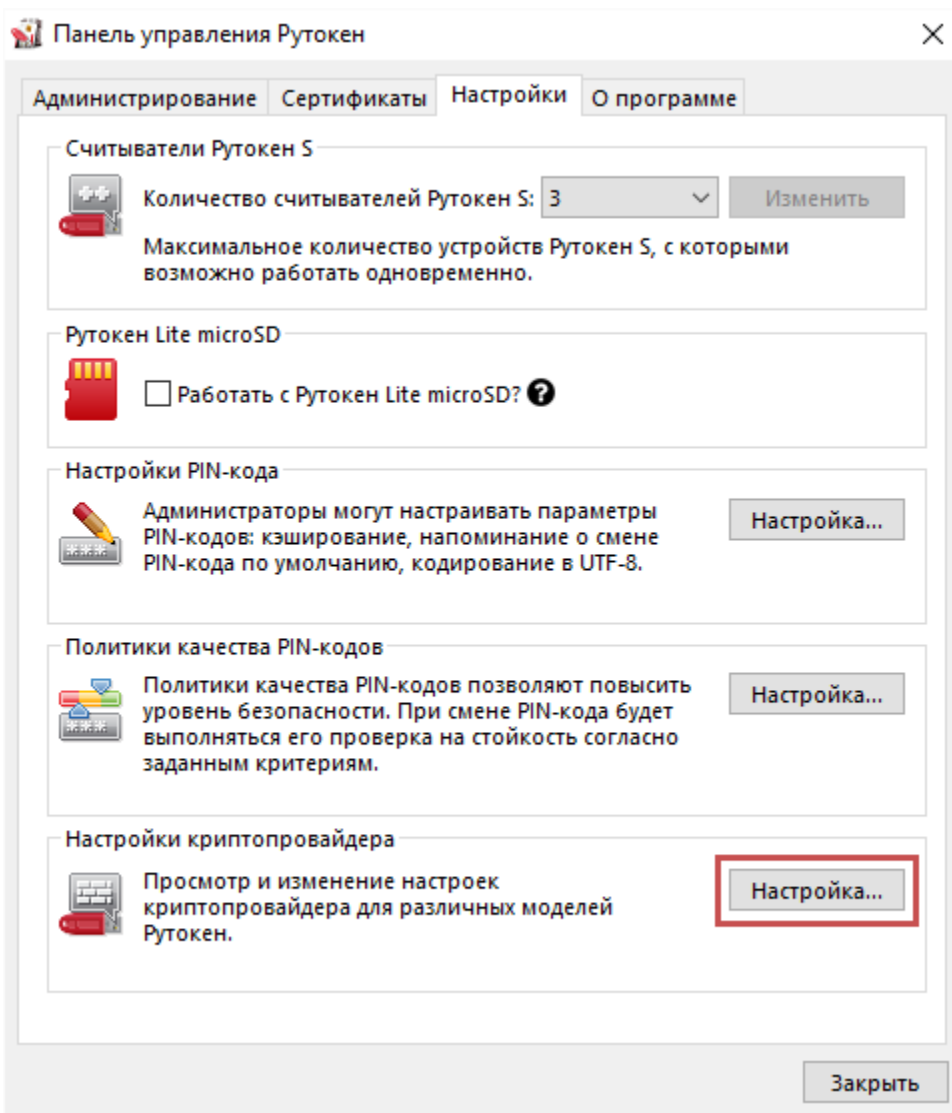 Панель управления Рутокен
Администрирование Сертификаты Настройки О программе
Считыватели Рутокен S
Количество считывателей Рутокен S: 3 Изменить
Максимальное количество устройств Рутокен S, с которыми
возможно работать одновременно.
Рутокен Lite microSD
Работать с Рутокен Lite microSD? ?
Настройки PIN-кода
Администраторы могут настраивать параметры
PIN-кодов: кэширование, напоминание о смене
PIN-кода по умолчанию, кодирование в UTF-8.
Настройка...
Политики качества PIN-кодов
Политики качества PIN-кодов позволяют повысить
уровень безопасности. При смене PIN-кода будет
выполняться его проверка на стойкость согласно
заданным критериям.
Настройка...
Настройки криптопровайдера
Просмотр и изменение настроек
криптопровайдера для различных моделей
Рутокен.
Настройка...
Закрыть